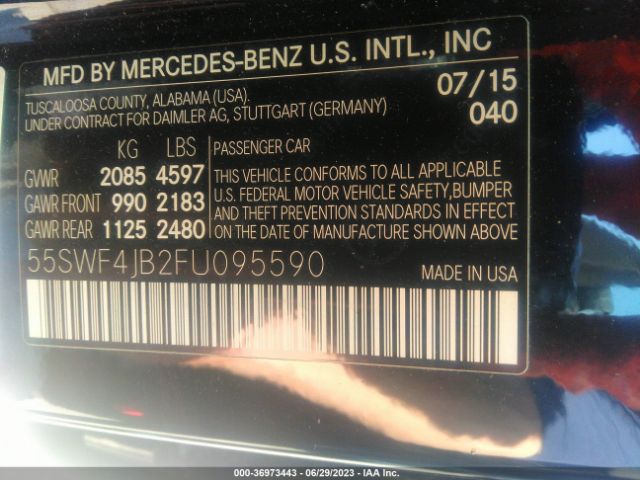 MFD BY MERCEDES-BENZ U.S. INTL., INC
TUSCALOOSA COUNTY, ALABAMA (USA).
UNDER CONTRACT FOR DAIMLER AG, STUTTGART (GERMANY)
07/15
040
KG LBS
GVWR 2085 4597
GAWR FRONT 990 2183
GAWR REAR 1125 2480
PASSENGER CAR
THIS VEHICLE CONFORMS TO ALL APPLICABLE
U.S. FEDERAL MOTOR VEHICLE SAFETY,BUMPER
AND THEFT PREVENTION STANDARDS IN EFFECT
ON DATE OF MANUFACTURE SHOWN ABOVE.
55SWF4JB2FU095590
MADE IN USA
000-36973443 - 06/29/2023 - IAAI.com